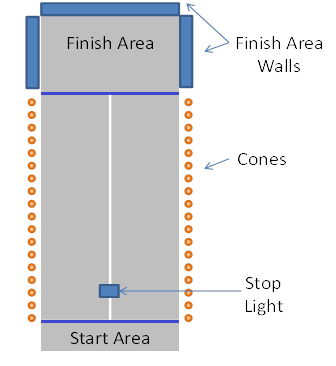 Finish Area
Finish Area
Walls
Cones
Stop
Light
Start Area